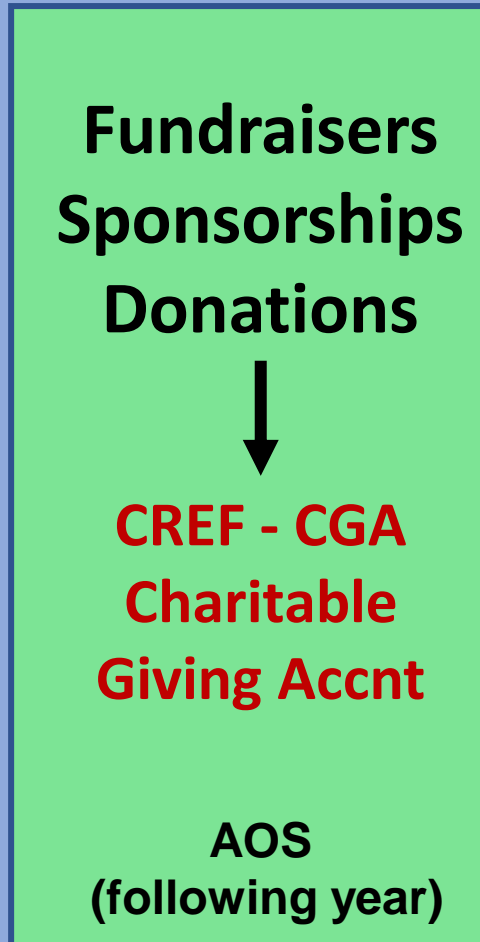 Fundraisers
Sponsorships
Donations
CREF - CGA
Charitable
Giving Accnt
AOS
(following year)